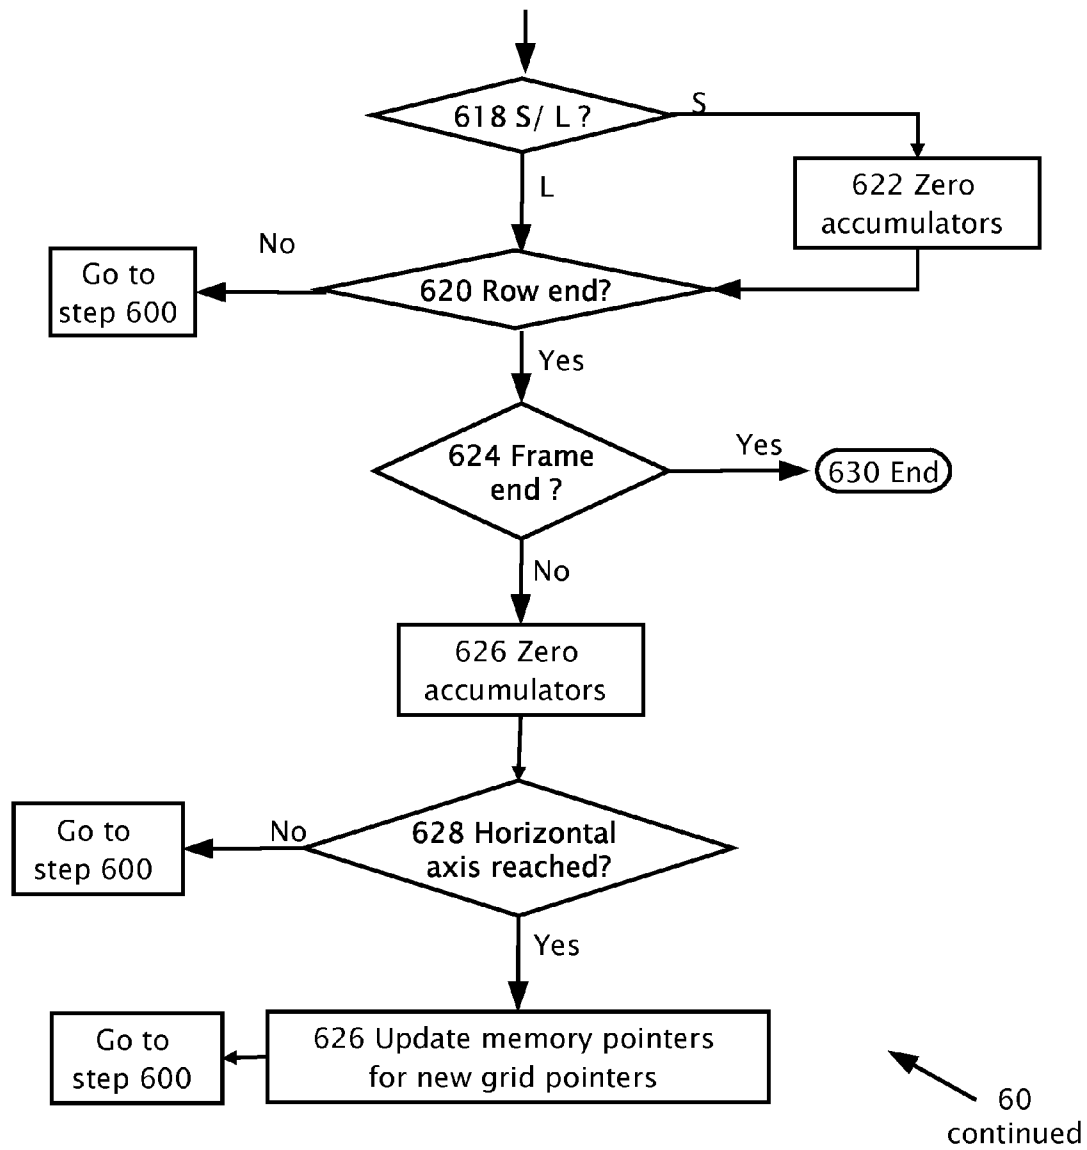 618 S/ L ?
S
L
622 Zero
accumulators
No
Go to
step 600
620 Row end?
Yes
624 Frame
end ?
Yes
630 End
No
626 Zero
accumulators
Go to
step 600
No
628 Horizontal
axis reached?
Yes
Go to
step 600
626 Update memory pointers
for new grid pointers
60
continued